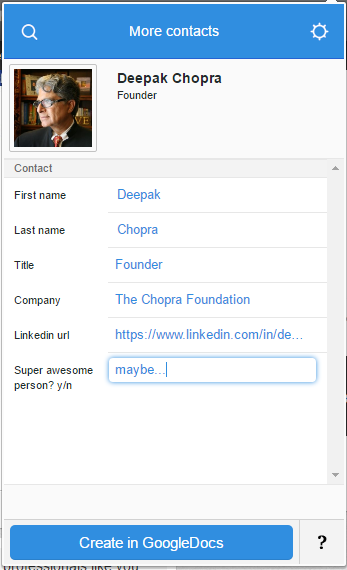 More contacts
Deepak Chopra
Founder
Contact
First name Deepak
Last name Chopra
Title Founder
Company The Chopra Foundation
Linkedin url https://www.linkedin.com/in/de...
Super awesome maybe...
person? y/n
Create in GoogleDocs ?
professionals like you